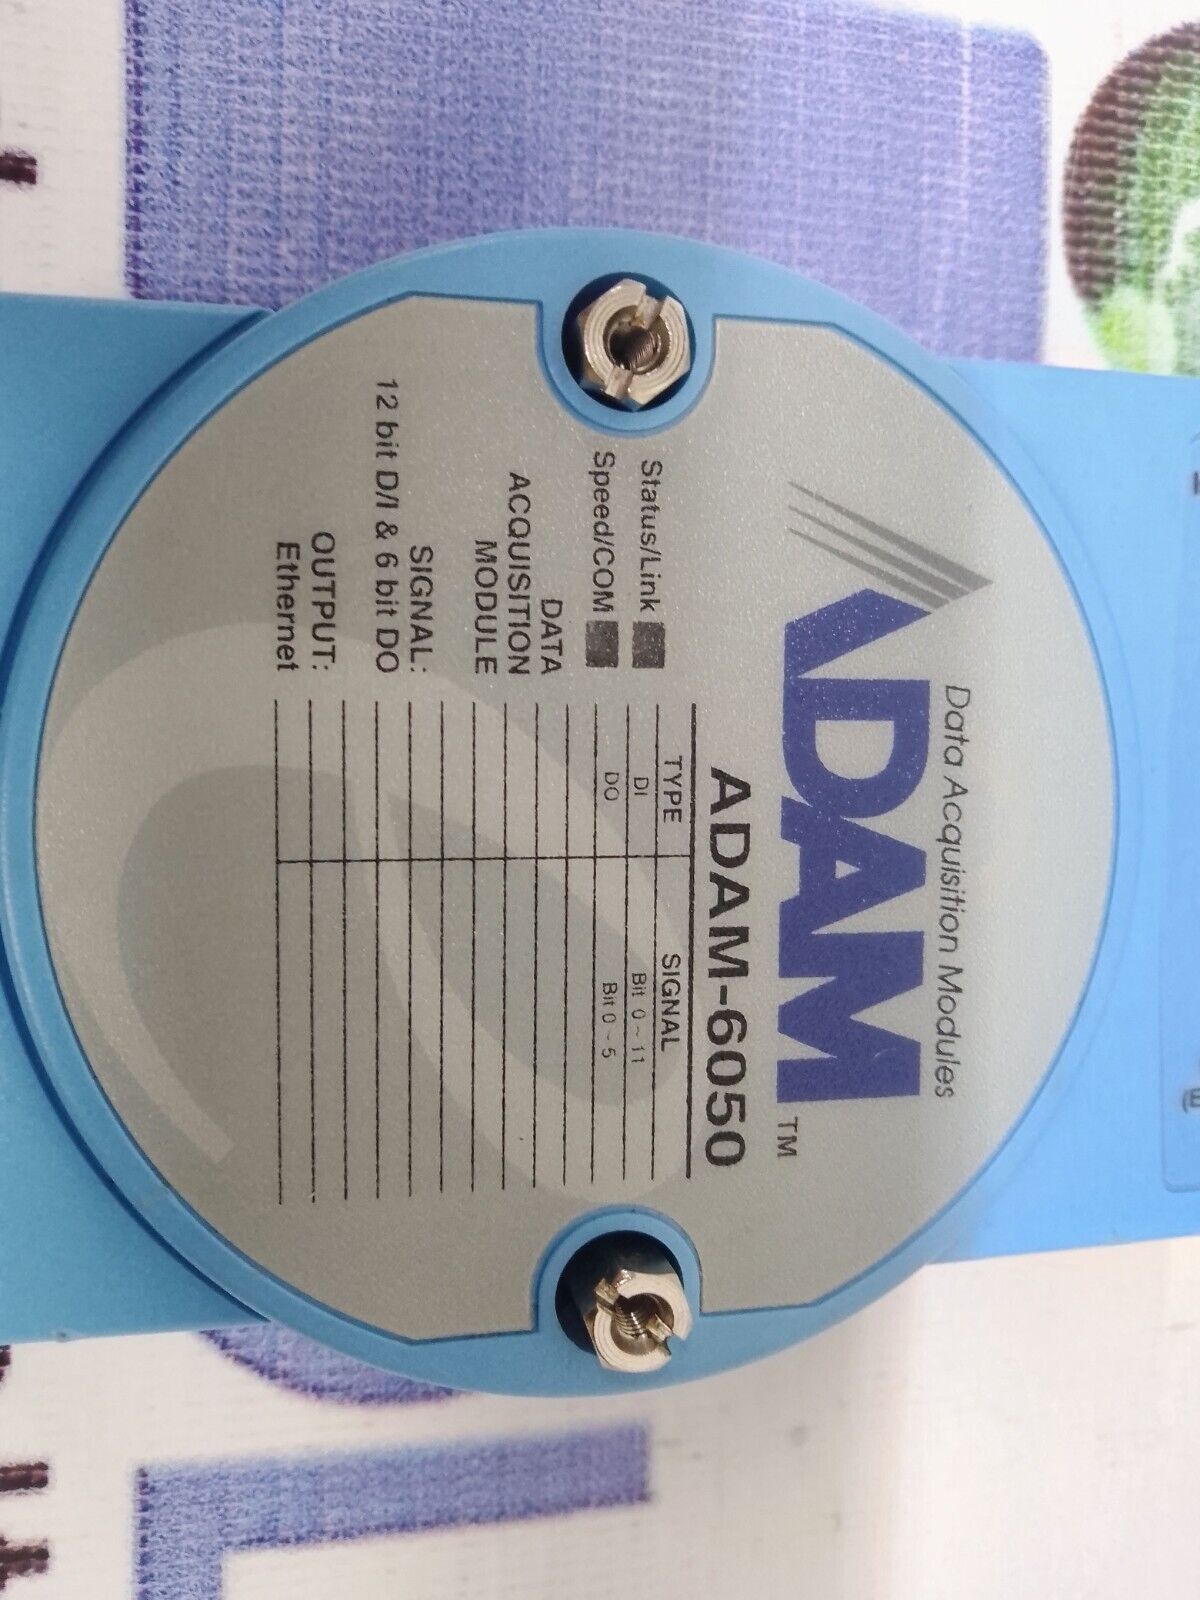 Data Acquisition Modules
ADAM TM
ADAM-6050
Status/Link
Speed/COM
DATA
ACQUISITION
MODULE
SIGNAL:
12 bit D/I & 6 bit DO
OUTPUT:
Ethernet
TYPE SIGNAL
DI Bit 0~11
DO Bit 0~5